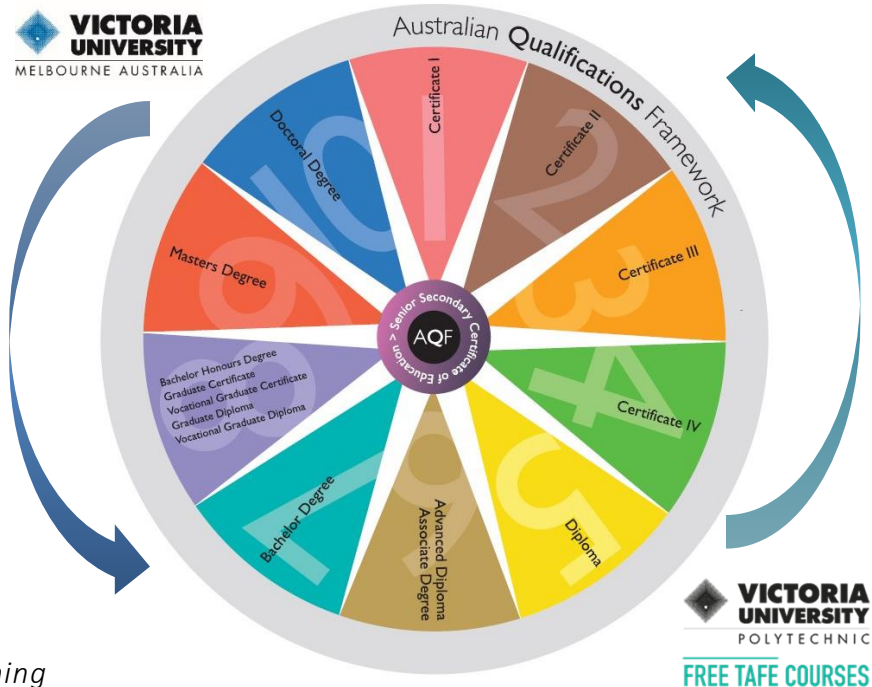 VICTORIA
UNIVERSITY
MELBOURNE AUSTRALIA
Australian Qualifications Framework
1
Certificate I
2
Certificate II
3
Certificate III
4
Certificate IV
5
Diploma
6
Advanced Diploma
Associate Degree
7
Bachelor Degree
8
Bachelor Honours Degree
Graduate Certificate
Vocational Graduate Certificate
Graduate Diploma
Vocational Graduate Diploma
9
Masters Degree
10
Doctoral Degree
Senior Secondary Certificate of Education >
AQF
VICTORIA
UNIVERSITY
POLYTECHNIC
FREE TAFE COURSES